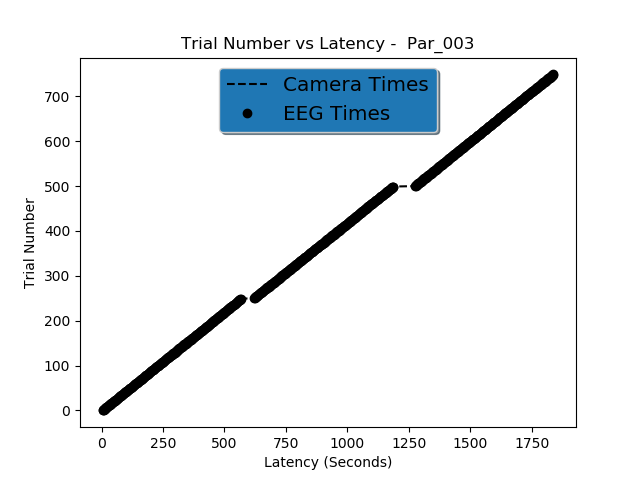 Trial Number vs Latency -  Par_003
Camera Times
EEG Times
Trial Number
700
600
500
400
300
200
100
0
0 250 500 750 1000 1250 1500 1750
Latency (Seconds)